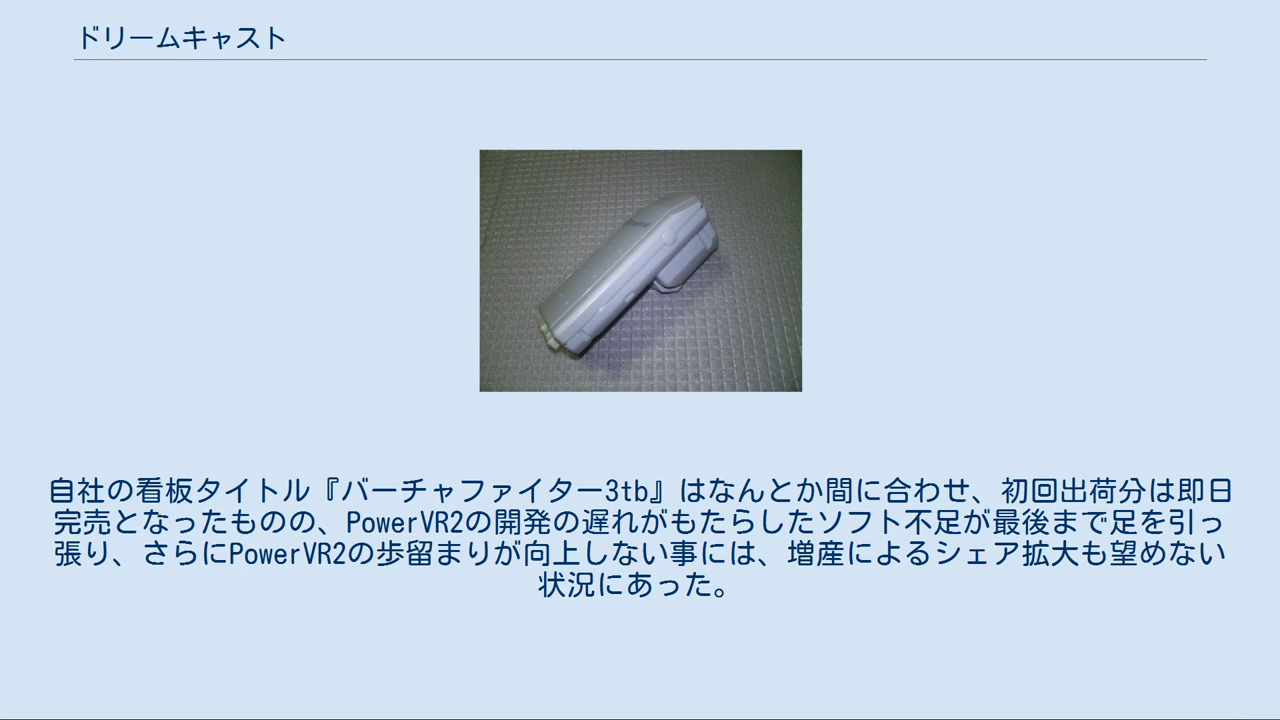 ドリームキャスト
自社の看板タイトル『バーチャファイター3tb』はなんとか間に合わせ、初回出荷分は即日
完売となったものの、PowerVR2の開発の遅れがもたらしたソフト不足が最後まで足を引っ
張り、さらにPowerVR2の歩留まりが向上しない事には、増産によるシェア拡大も望めない
状況にあった。